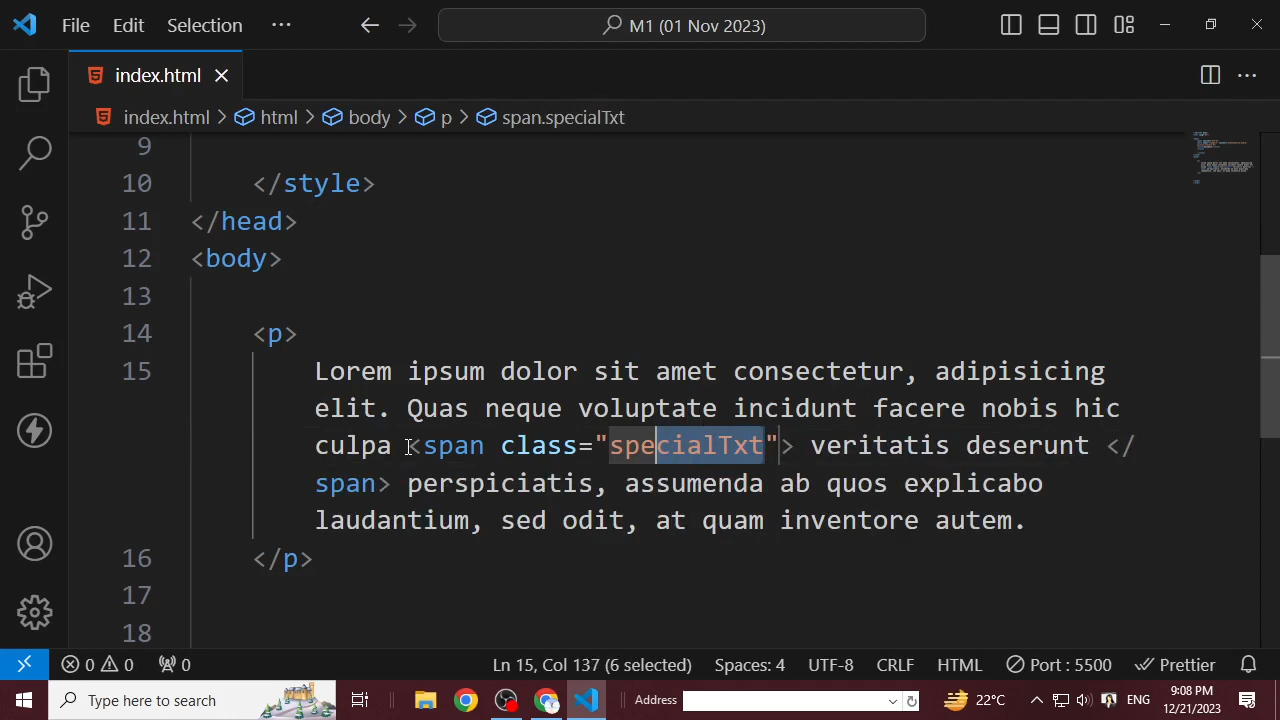 File Edit Selection ··· M1 (01 Nov 2023)
index.html
index.html > html > body > p > span.specialTxt
9
10 </style>
11 </head>
12 <body>
13
14 <p>
15 Lorem ipsum dolor sit amet consectetur, adipisicing
elit. Quas neque voluptate incidunt facere nobis hic
culpa <span class="specialTxt"> veritatis deserunt </
span> perspiciatis, assumenda ab quos explicabo
laudantium, sed odit, at quam inventore autem.
16 </p>
17
18
0 0 0 Ln 15, Col 137 (6 selected) Spaces: 4 UTF-8 CRLF HTML Port : 5500 Prettier
Type here to search Address 22°C ENG 9:08 PM
12/21/2023